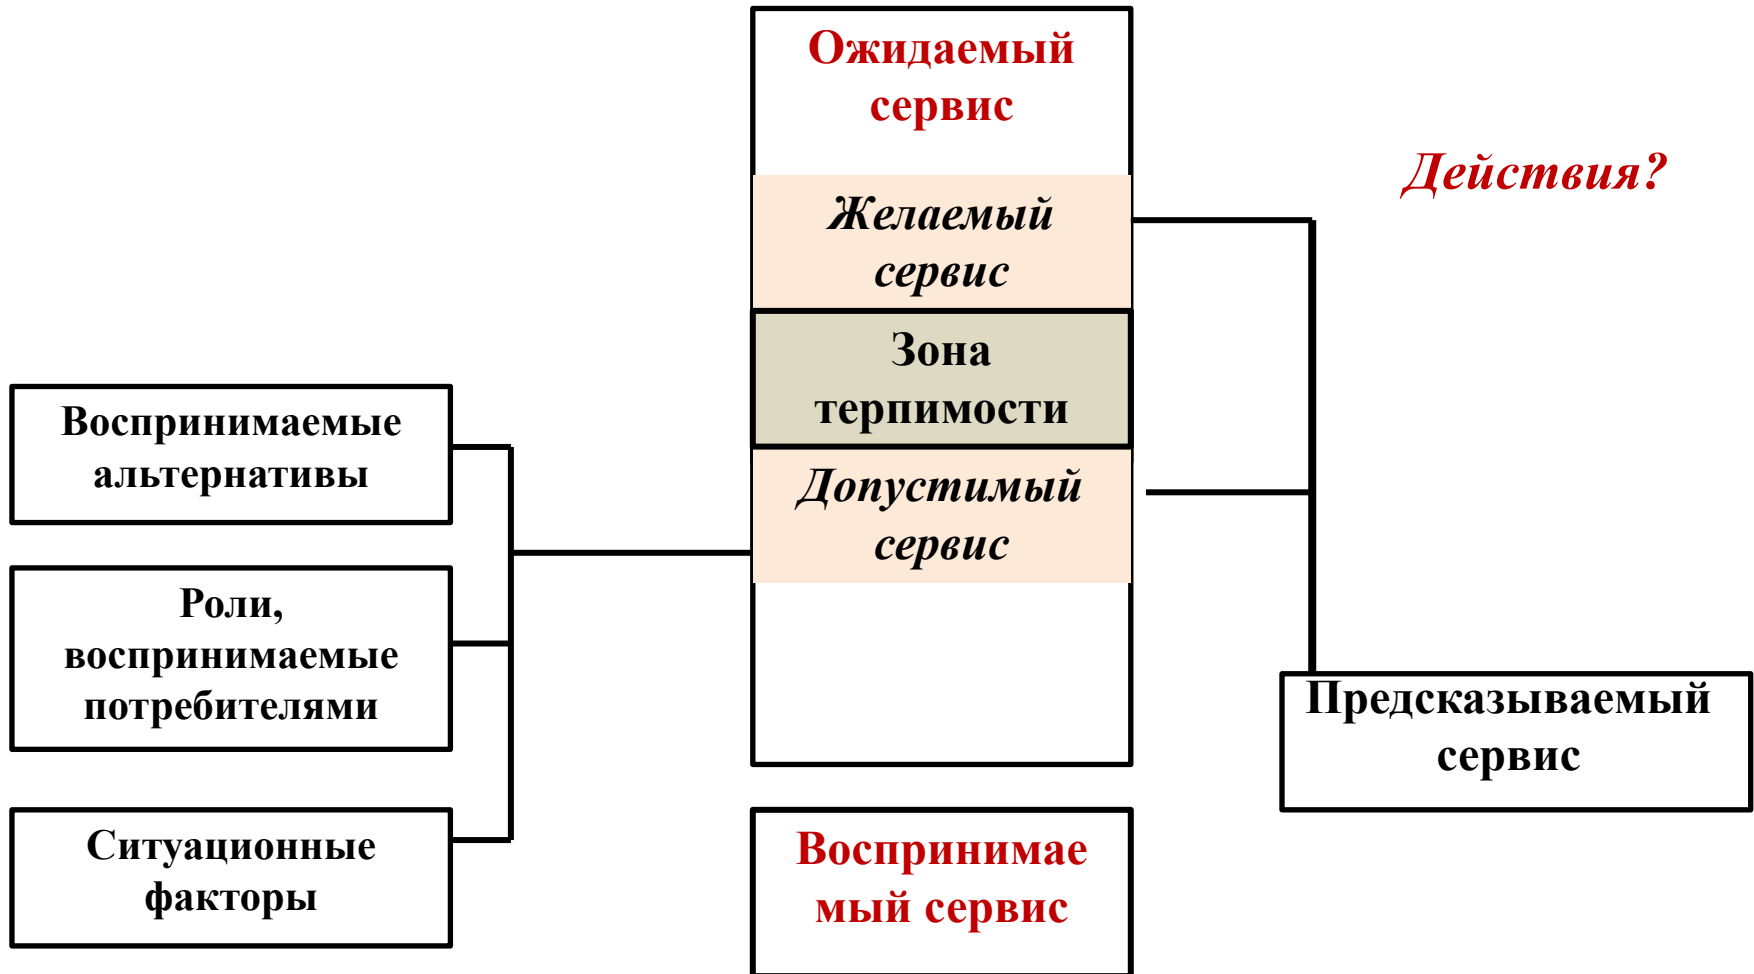 Ожидаемый
сервис
Действия?
Желаемый
сервис
Зона
терпимости
Воспринимаемые
альтернативы
Допустимый
сервис
Роли,
воспринимаемые
потребителями
Предсказываемый
сервис
Ситуационные
факторы
Воспринимае
мый сервис